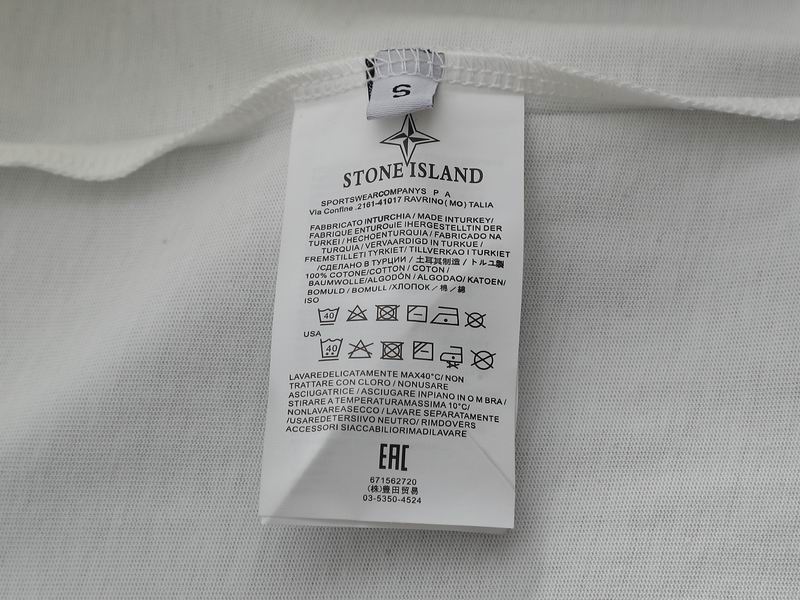 S
STONE ISLAND
SPORTSWEARCOMPANYS P A
Via Confine .2161-41017 RAVRINO( MO) TALIA
FABBRICATO INTURCHIA / MADE INTURKEY/
FABRIQUE ENTUROUIE IHERGESTELLTIN DER
TURKEI / HECHOENTURQUIA / FABRICADO NA
TURQUIA / VERVAARDIGD IN TURKUE /
FREMSTILLETI TYRKIET/ TILLVERKAO I TURKIET
/СДЕЛАНО В ТУРЦИИ / 土耳其制造 / トルユ製
100% COTONE/COTTON / COTON /
BAUMWOLLE/ALGODÓN / ALGODAO/ KATOEN/
BOMULD / BOMULL /ХЛОПОК / 棉 / 綿
ISO
40
USA
40
LAVAREDELICATAMENTE MAX40°C/ NON
TRATTARE CON CLORO / NONUSARE
ASCIUGATRICE / ASCIUGARE INPIANO IN O M BRA /
STIRARE A TEMPERATURAMASSIMA 10°C/
NONLAVAREASECCO / LAVARE SEPARATAMENTE
/USAREDETERSIIVO NEUTRO/ RIMDOVERS
ACCESSORI SIACCABILIORIMADILAVARE
EAC
671562720
(株)豊田贸易
03-5350-4524